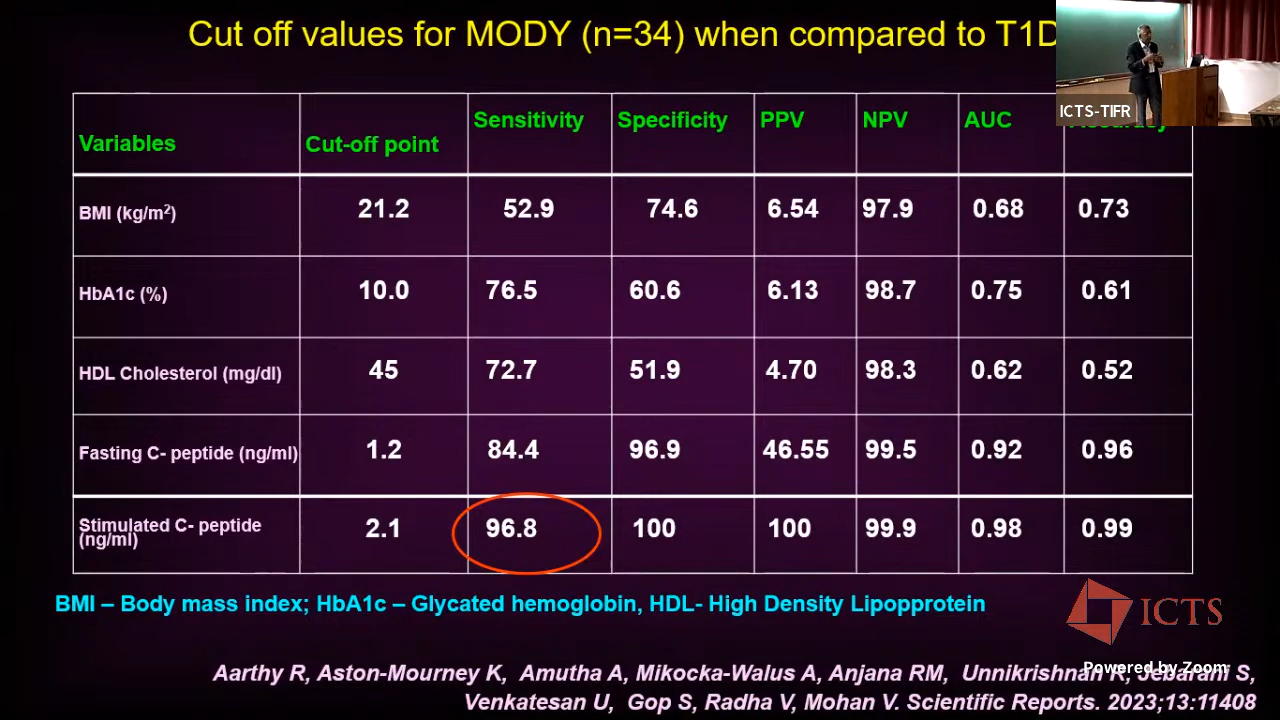 Cut off values for MODY (n=34) when compared to T1D
ICTS-TIFR
Variables Cut-off point Sensitivity Specificity PPV NPV AUC
BMI (kg/m²) 21.2 52.9 74.6 6.54 97.9 0.68 0.73
HbA1c (%) 10.0 76.5 60.6 6.13 98.7 0.75 0.61
HDL Cholesterol (mg/dl) 45 72.7 51.9 4.70 98.3 0.62 0.52
Fasting C- peptide (ng/ml) 1.2 84.4 96.9 46.55 99.5 0.92 0.96
Stimulated C- peptide
(ng/ml) 2.1 96.8 100 100 99.9 0.98 0.99
BMI – Body mass index; HbA1c – Glycated hemoglobin, HDL- High Density Lipopprotein
ICTS
Aarthy R, Aston-Mourney K, Amutha A, Mikocka-Walus A, Anjana RM, Unnikrishnan R, Jebarani S,
Powered by Zoom
Venkatesan U, Gop S, Radha V, Mohan V. Scientific Reports. 2023;13:11408